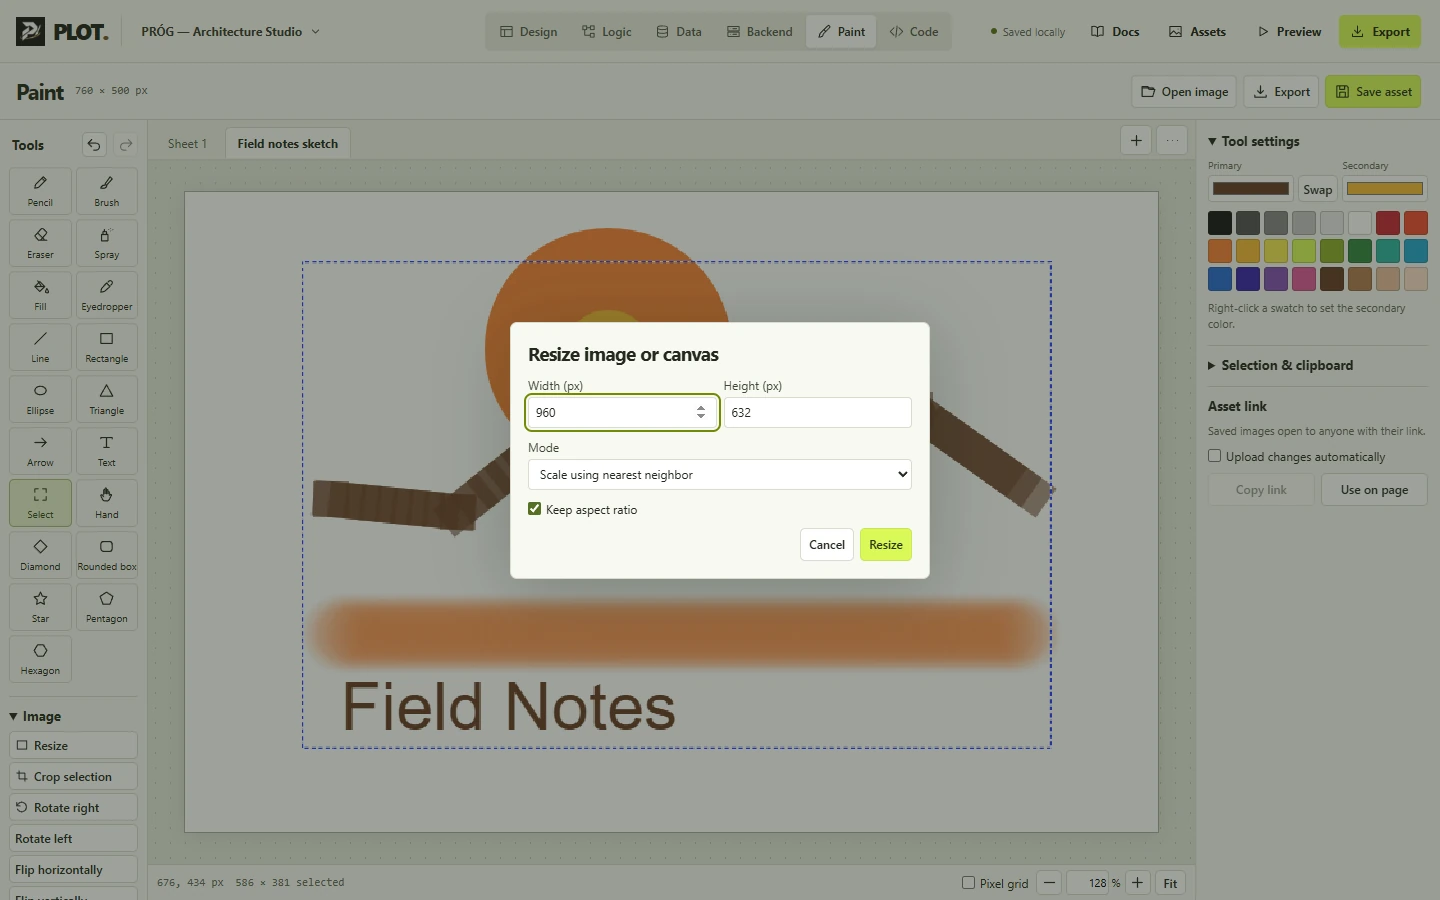 PLOT.
PRÓG — Architecture Studio
Design
Logic
Data
Backend
Paint
Code
Saved locally
Docs
Assets
Preview
Export
Paint
760 × 500 px
Open image
Export
Save asset
Tools
Pencil
Brush
Eraser
Spray
Fill
Eyedropper
Line
Rectangle
Ellipse
Triangle
Arrow
Text
Select
Hand
Diamond
Rounded box
Star
Pentagon
Hexagon
Image
Resize
Crop selection
Rotate right
Rotate left
Flip horizontally
Flip vertically
Sheet 1
Field notes sketch
Resize image or canvas
Width (px)
Height (px)
960
632
Mode
Scale using nearest neighbor
Keep aspect ratio
Cancel
Resize
Field Notes
676, 434 px
586 × 381 selected
Pixel grid
128 %
Fit
Tool settings
Primary
Secondary
Swap
Right-click a swatch to set the secondary
color.
Selection & clipboard
Asset link
Saved images open to anyone with their link.
Upload changes automatically
Copy link
Use on page